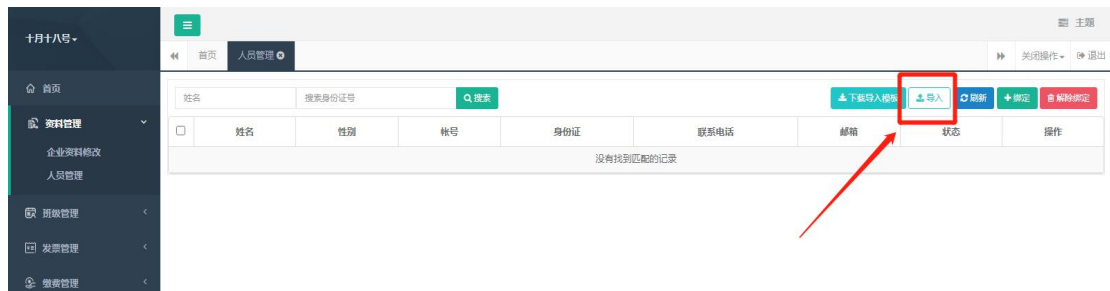 十月十八号
主题
首页
人员管理
关闭操作
退出
首页
资料管理
企业资料修改
人员管理
班级管理
发票管理
缴费管理
姓名
搜索身份证号
搜索
下载导入模板
导入
刷新
绑定
解除绑定
姓名 性别 帐号 身份证 联系电话 邮箱 状态 操作
没有找到匹配的记录